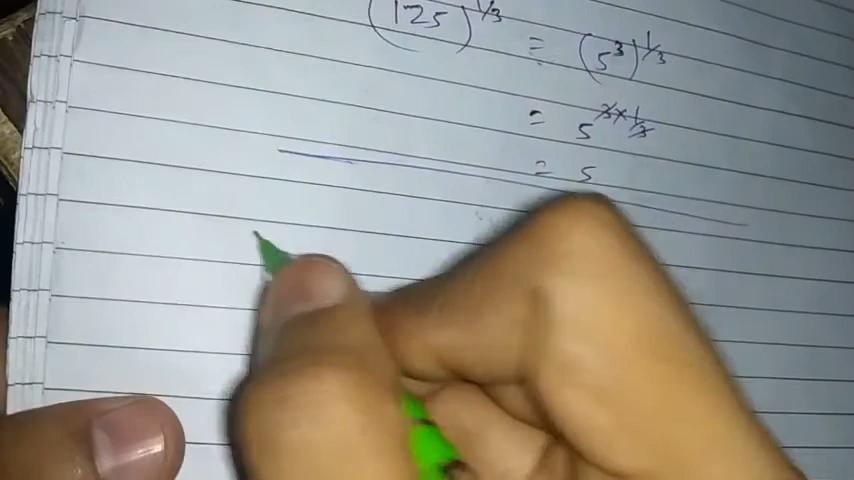 (125)^1/3
= (5^3)^1/3
= 5^3×1/3
= 5